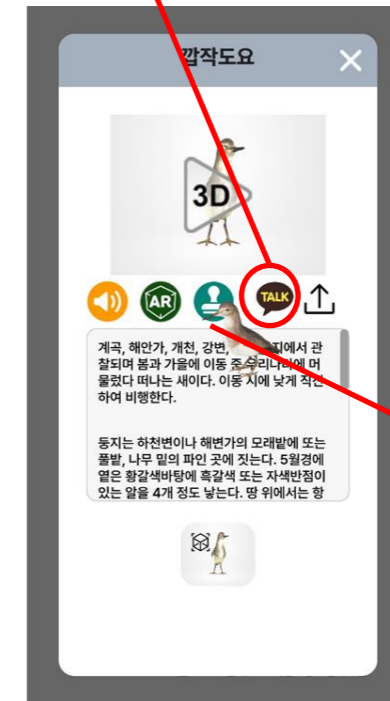 깝작도요
3D
AR
TALK
계곡, 해안가, 개천, 강변, 에서 관
찰되며 봄과 가을에 이동 중 우리나라에 머
물렀다 떠나는 새이다. 이동 시에 낮게 직진
하여 비행한다.
둥지는 하천변이나 해변가의 모래밭에 또는
풀밭, 나무 밑의 파인 곳에 짓는다. 5월경에
옅은 황갈색바탕에 흑갈색 또는 자색반점이
있는 알을 4개 정도 낳는다. 땅 위에서는 항